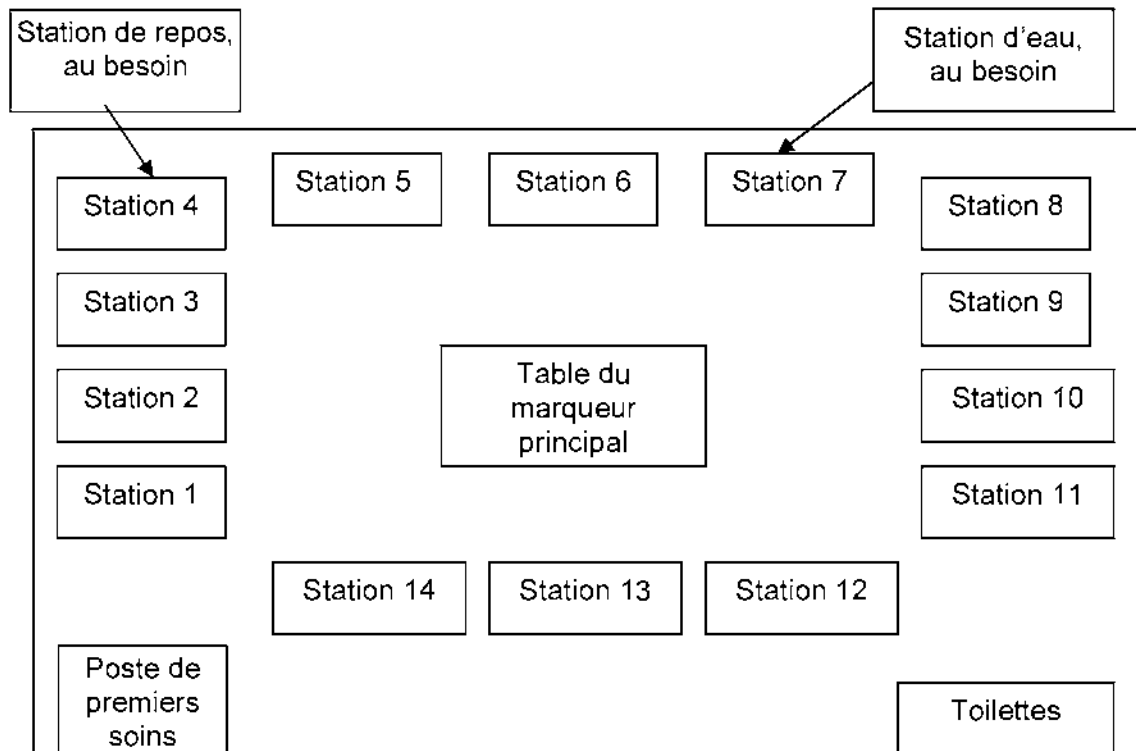 Station de repos,
au besoin
Station d'eau,
au besoin
Station 5
Station 6
Station 7
Station 4
Station 8
Station 3
Station 9
Table du
marqueur
principal
Station 2
Station 10
Station 1
Station 11
Station 14
Station 13
Station 12
Poste de
premiers
soins
Toilettes